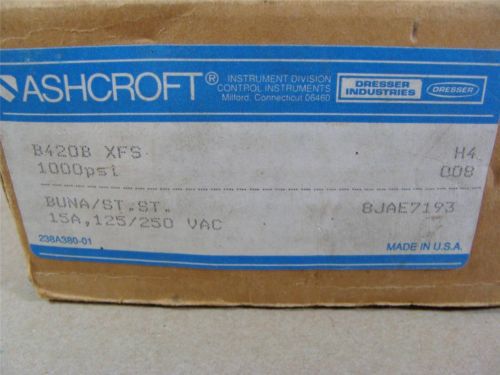 ASHCROFT®
INSTRUMENT DIVISION
CONTROL INSTRUMENTS
Milford, Connecticut 06460
DRESSER
INDUSTRIES
DRESSER
B420B XFS H4
1000psi 008
BUNA/ST.ST. 8JAE7193
15A,125/250 VAC
238A380-01
MADE IN U.S.A.